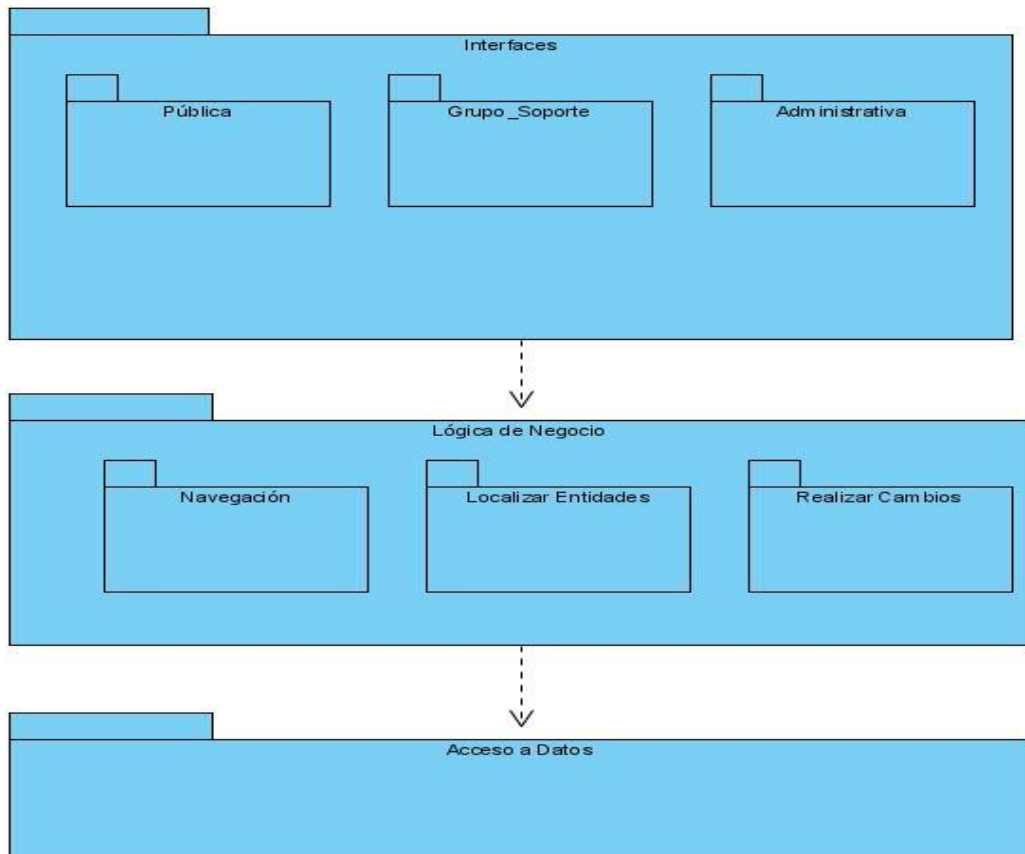 Interfaces
Pública
Grupo_Soporte
Administrativa
Lógica de Negocio
Navegación
Localizar Entidades
Realizar Cambios
Acceso a Datos